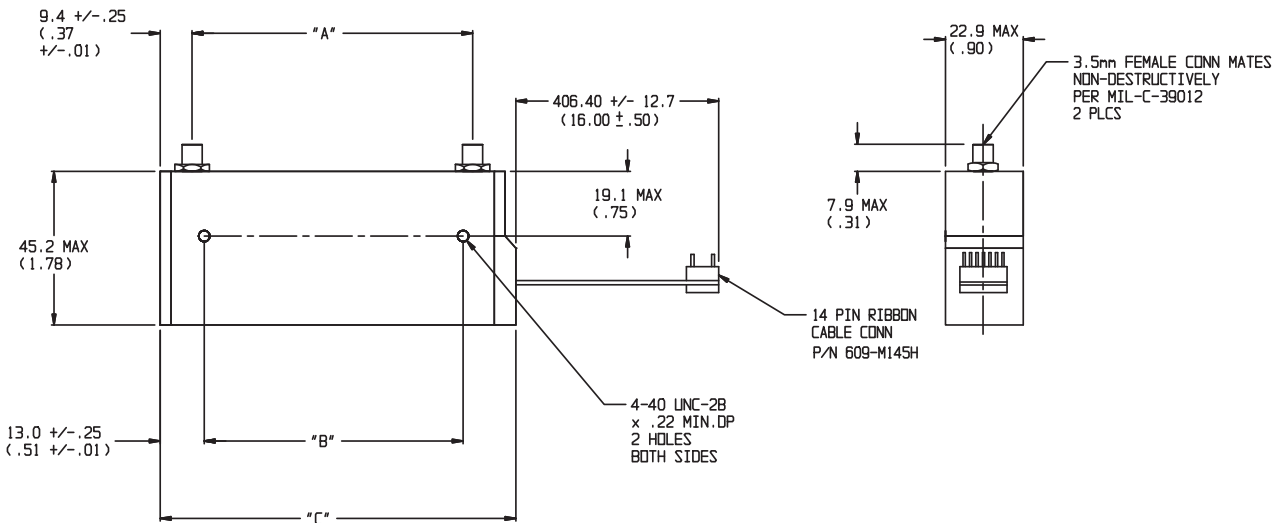 9.4 +/-.25
(.37
+/-.01)
"A"
22.9 MAX
(.90)
3.5mm FEMALE CONN MATES
NON-DESTRUCTIVELY
PER MIL-C-39012
2 PLCS
406.40 +/- 12.7
(16.00 ± .50)
19.1 MAX
(.75)
7.9 MAX
(.31)
45.2 MAX
(1.78)
14 PIN RIBBON
CABLE CONN
P/N 609-M145H
4-40 UNC-2B
x .22 MIN.DP
2 HOLES
BOTH SIDES
13.0 +/-.25
(.51 +/-.01)
"B"
"C"